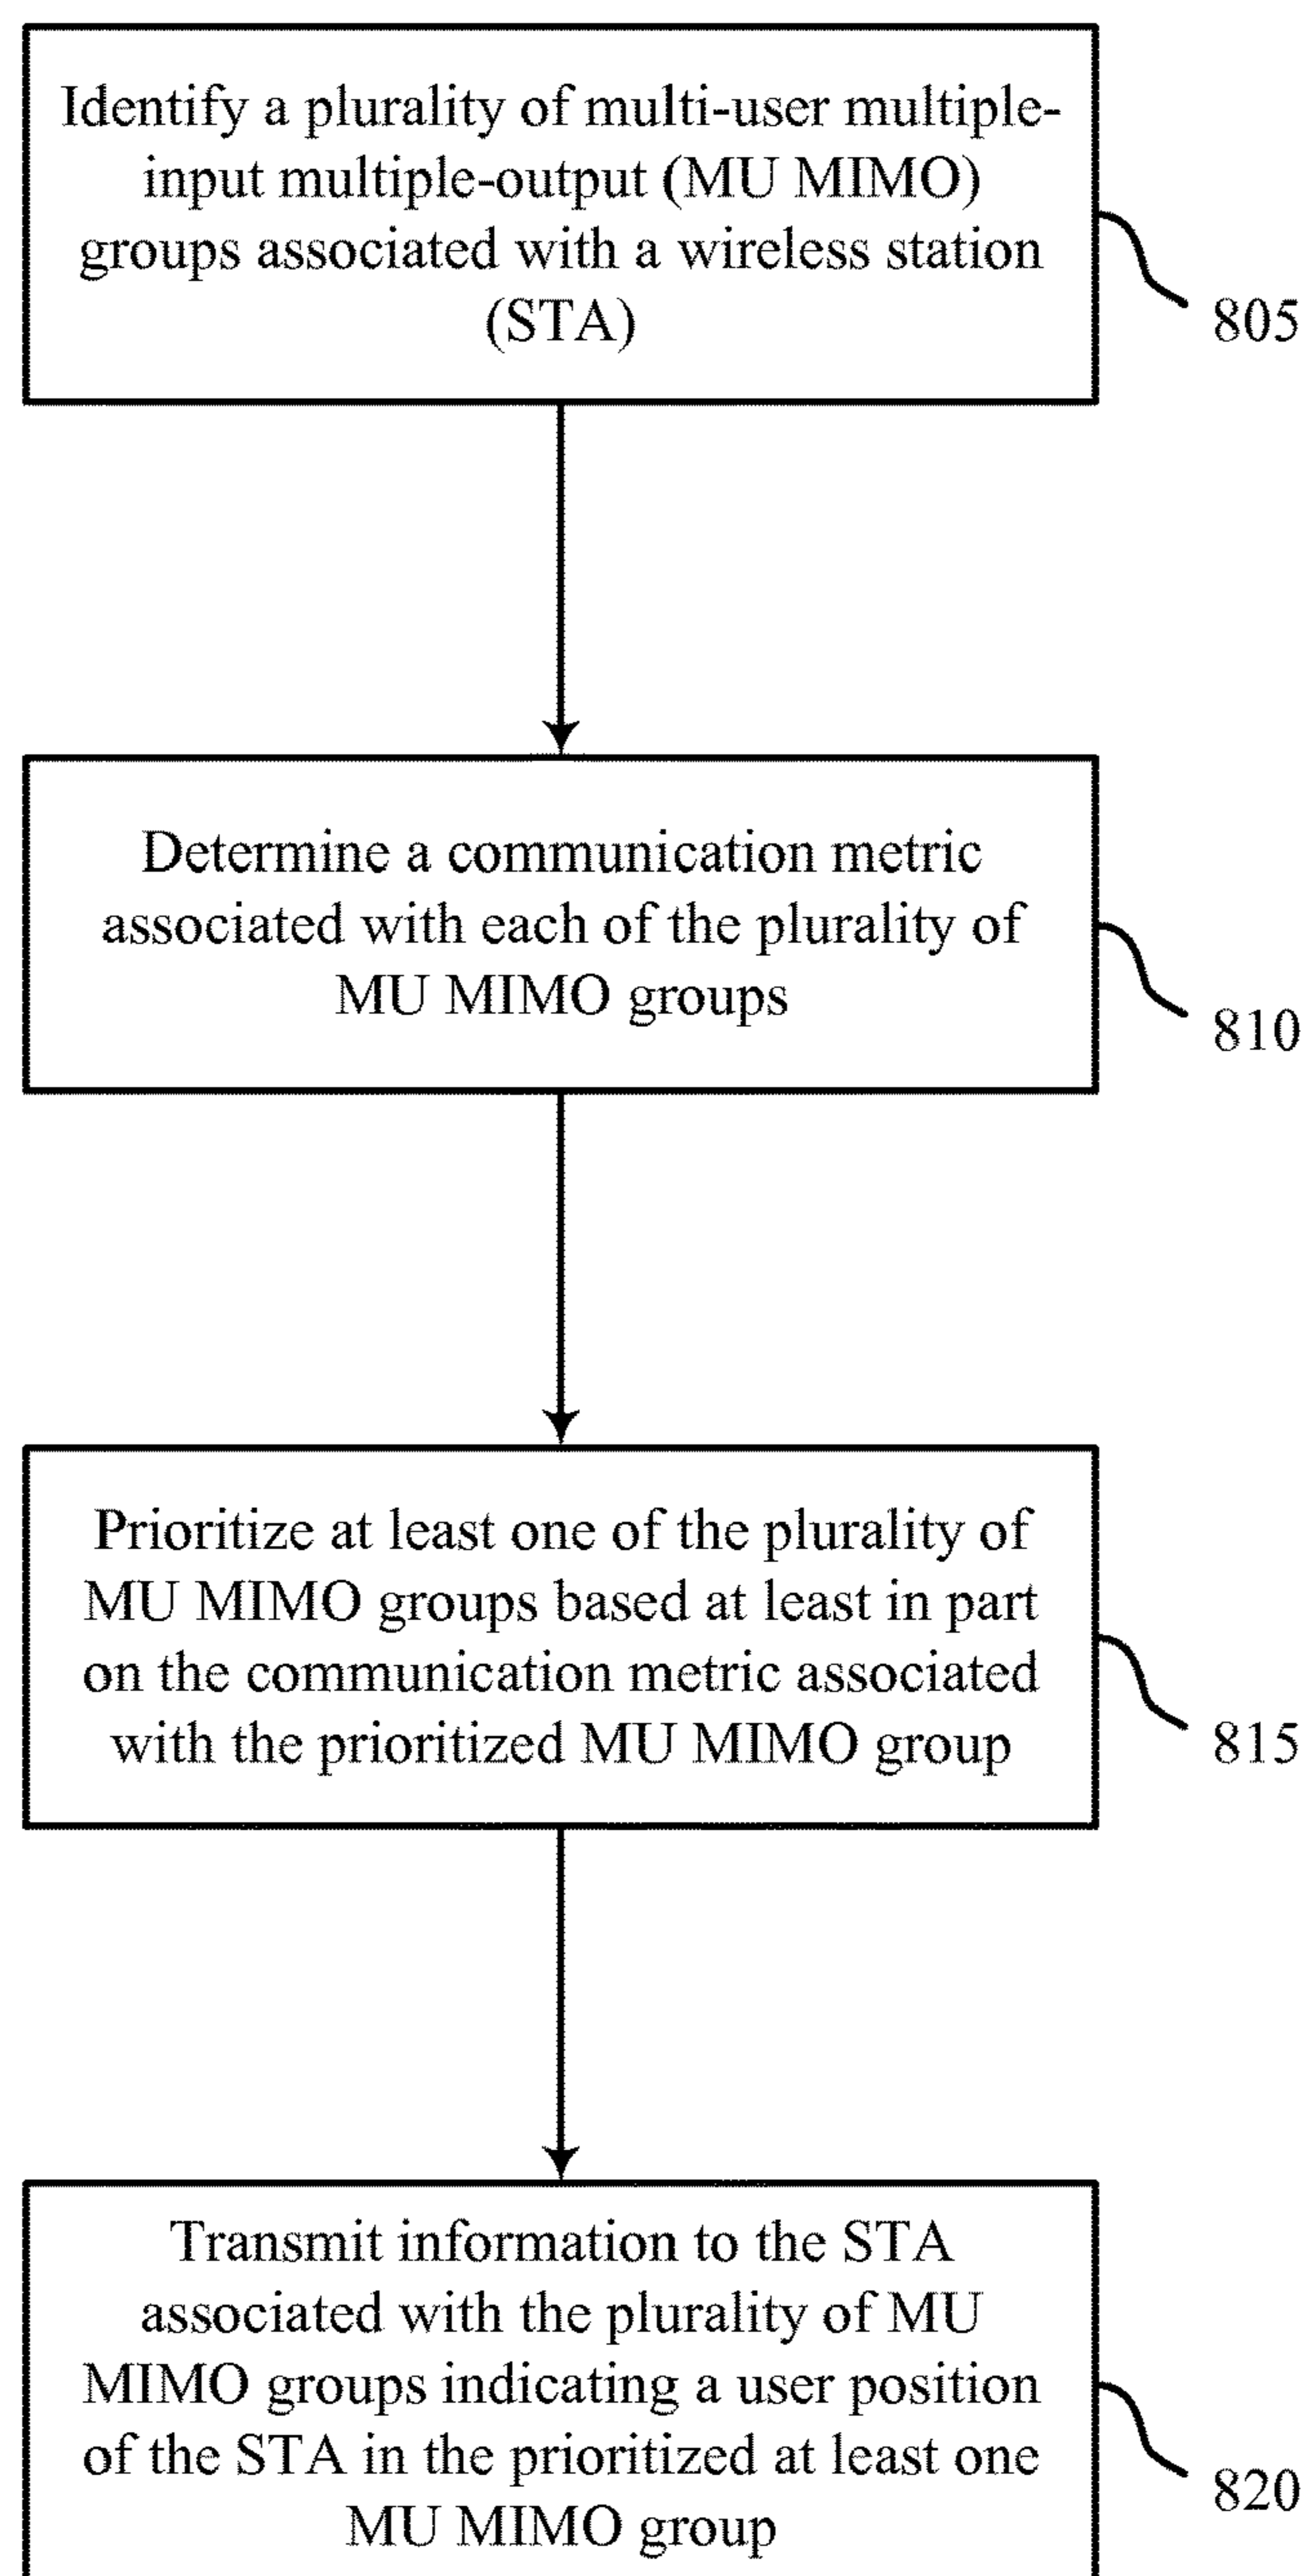 Identify a plurality of multi-user multiple-
input multiple-output (MU MIMO)
groups associated with a wireless station
(STA)
805
Determine a communication metric
associated with each of the plurality of
MU MIMO groups
810
Prioritize at least one of the plurality of
MU MIMO groups based at least in part
on the communication metric associated
with the prioritized MU MIMO group
815
Transmit information to the STA
associated with the plurality of MU
MIMO groups indicating a user position
of the STA in the prioritized at least one
MU MIMO group
820